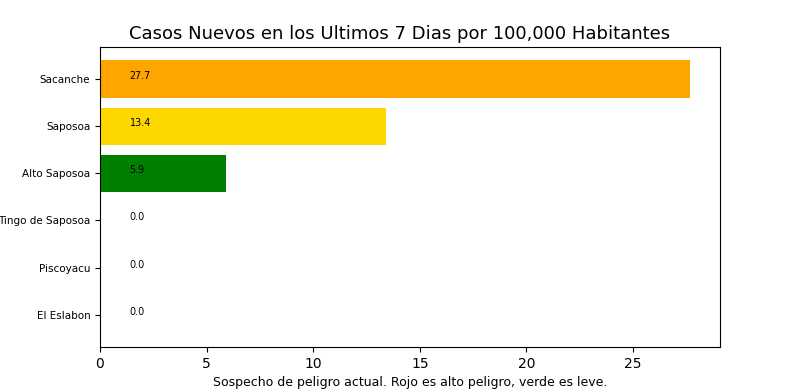 Casos Nuevos en los Ultimos 7 Dias por 100,000 Habitantes
Sacanche 27.7
Saposoa 13.4
Alto Saposoa 5.9
Tingo de Saposoa 0.0
Piscoyacu 0.0
El Eslabon 0.0
0 5 10 15 20 25
Sospecho de peligro actual. Rojo es alto peligro, verde es leve.